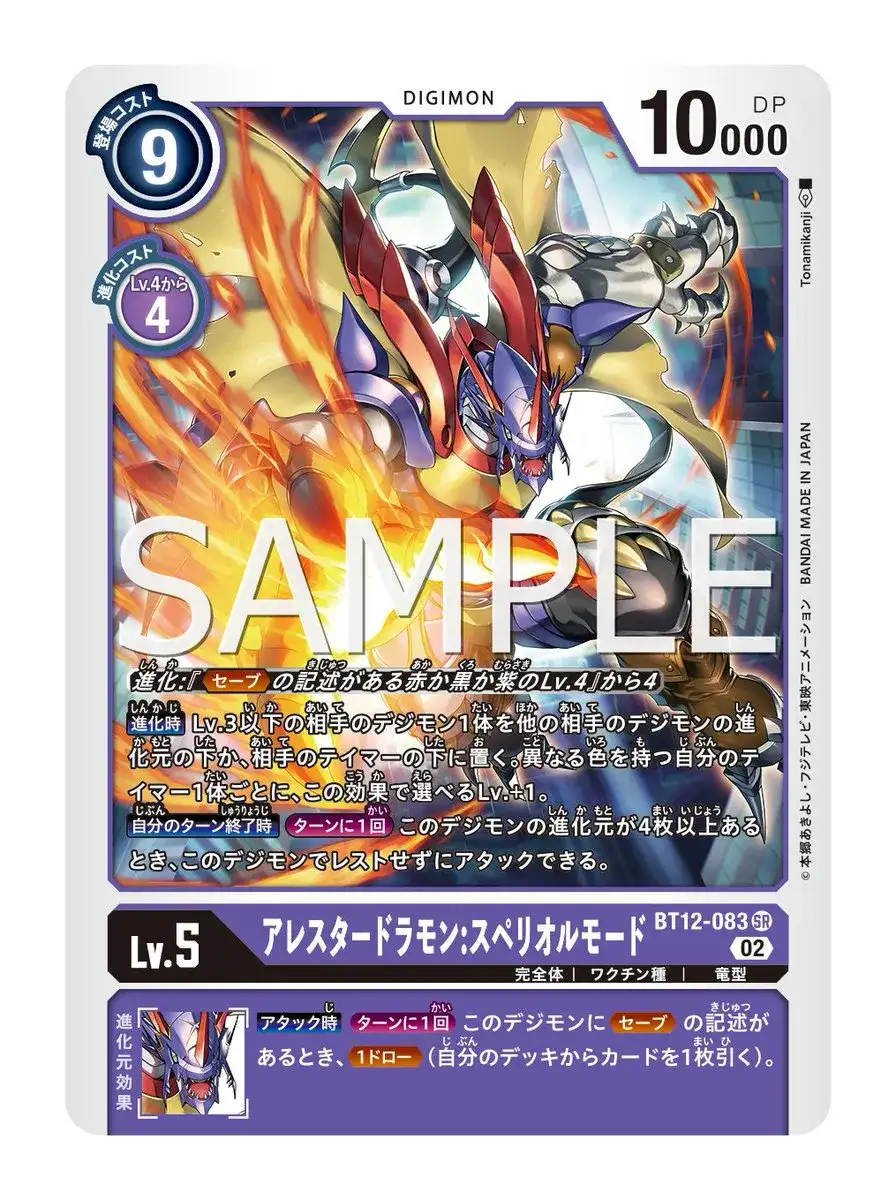 DIGIMON
登場コスト
9
10000
DP
進化コスト
Lv.4から
4
Tonamikanji
SAMPLE
©本郷あきよし・フジテレビ・東映アニメーション BANDAI MADE IN JAPAN
進化:『セーブの記述がある赤か黒か紫のLv.4』から4
進化時 Lv.3以下の相手のデジモン1体を他の相手のデジモンの進
化元の下か、相手のテイマーの下に置く。異なる色を持つ自分のテ
イマー1体ごとに、この効果で選べるLv.+1。
自分のターン終了時 ターンに1回 このデジモンの進化元が4枚以上ある
とき、このデジモンでレストせずにアタックできる。
Lv.5
アレスタードラモン:スペリオルモード
BT12-083 SR
02
完全体 | ワクチン種 | 竜型
進化元効果
アタック時 ターンに1回 このデジモンに セーブ の記述が
あるとき、1ドロー(自分のデッキからカードを1枚引く)。